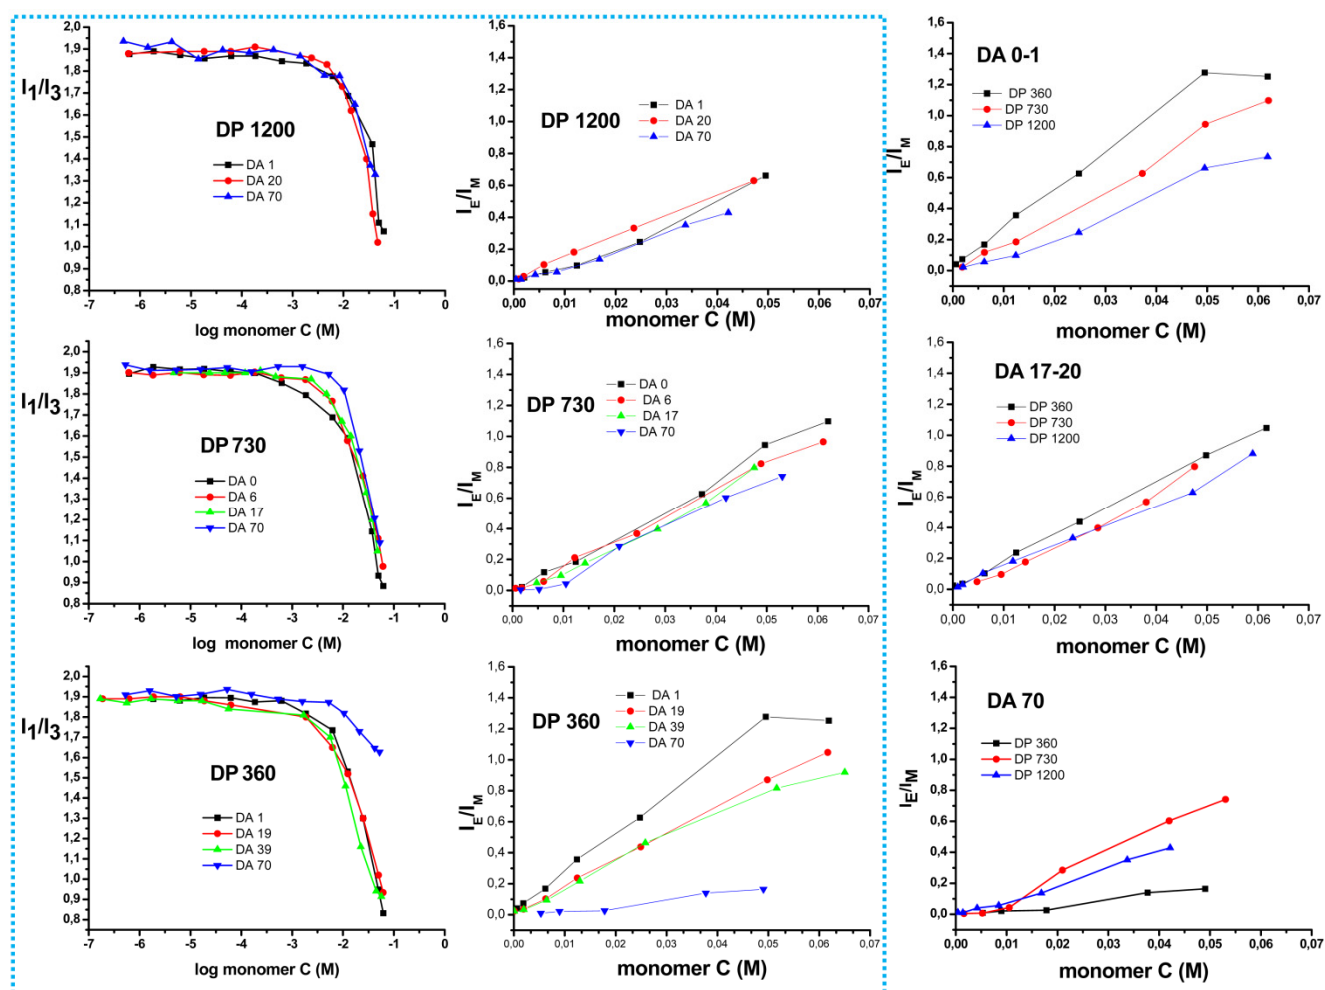 2,0
1,9
1,8
1,7
1,6
1,5
1,4
1,3
1,2
1,1
1,0
0,9
0,8
I1/I3
DP 1200
DA 1
DA 20
DA 70
-7 -6 -5 -4 -3 -2 -1 0
log monomer C (M)
1,6
1,4
1,2
1,0
0,8
0,6
0,4
0,2
0,0
IE/IM
DP 1200
DA 1
DA 20
DA 70
0,00 0,01 0,02 0,03 0,04 0,05 0,06 0,07
monomer C (M)
1,6
1,4
1,2
1,0
0,8
0,6
0,4
0,2
0,0
IE/IM
DA 0-1
DP 360
DP 730
DP 1200
0,00 0,01 0,02 0,03 0,04 0,05 0,06 0,07
monomer C (M)
2,0
1,9
1,8
1,7
1,6
1,5
1,4
1,3
1,2
1,1
1,0
0,9
0,8
I1/I3
DP 730
DA 0
DA 6
DA 17
DA 70
-7 -6 -5 -4 -3 -2 -1 0
log monomer C (M)
1,6
1,4
1,2
1,0
0,8
0,6
0,4
0,2
0,0
IE/IM
DP 730
DA 0
DA 6
DA 17
DA 70
0,00 0,01 0,02 0,03 0,04 0,05 0,06 0,07
monomer C (M)
1,6
1,4
1,2
1,0
0,8
0,6
0,4
0,2
0,0
IE/IM
DA 17-20
DP 360
DP 730
DP 1200
0,00 0,01 0,02 0,03 0,04 0,05 0,06 0,07
monomer C (M)
2,0
1,9
1,8
1,7
1,6
1,5
1,4
1,3
1,2
1,1
1,0
0,9
0,8
I1/I3
DP 360
DA 1
DA 19
DA 39
DA 70
-7 -6 -5 -4 -3 -2 -1 0
log monomer C (M)
1,6
1,4
1,2
1,0
0,8
0,6
0,4
0,2
0,0
IE/IM
DP 360
DA 1
DA 19
DA 39
DA 70
0,00 0,01 0,02 0,03 0,04 0,05 0,06 0,07
monomer C (M)
1,6
1,4
1,2
1,0
0,8
0,6
0,4
0,2
0,0
IE/IM
DA 70
DP 360
DP 730
DP 1200
0,00 0,01 0,02 0,03 0,04 0,05 0,06 0,07
monomer C (M)